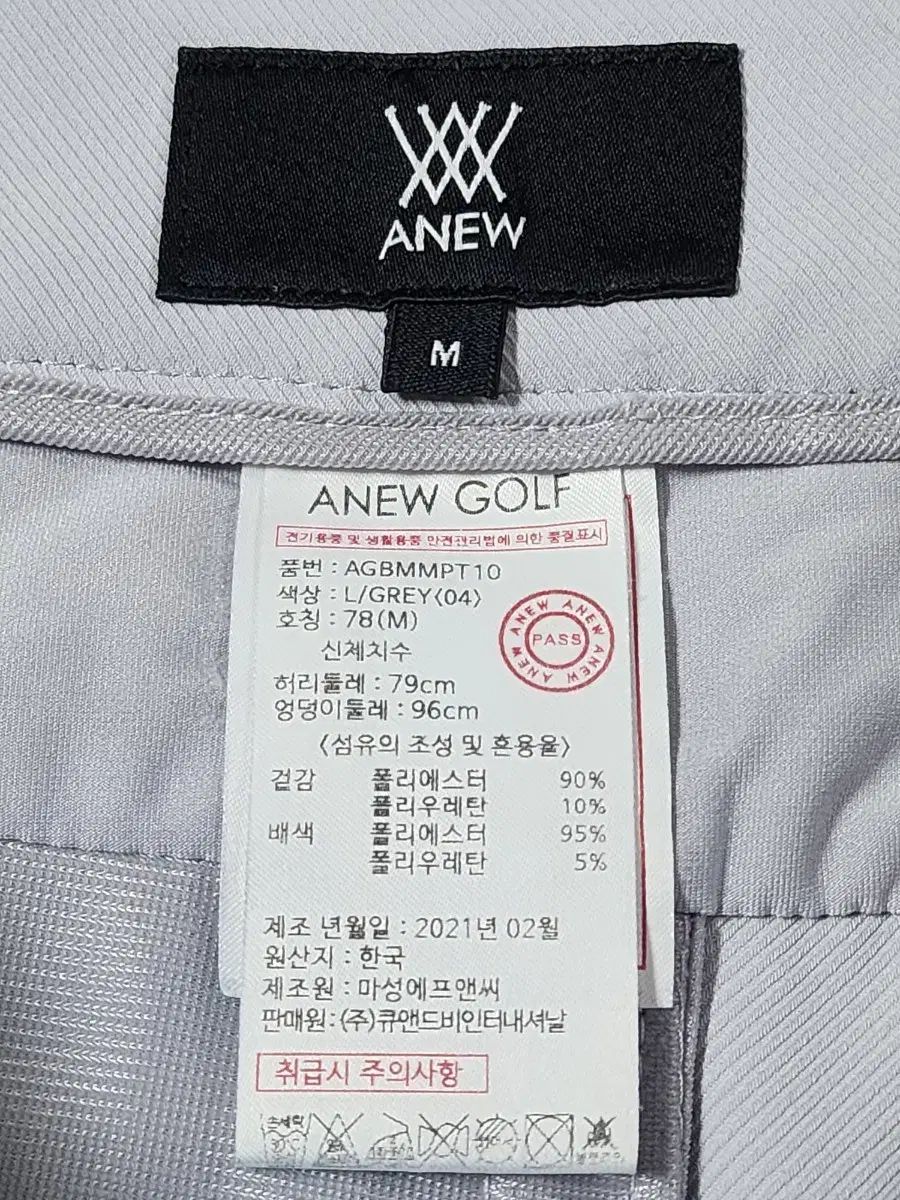 ANEW
M
ANEW GOLF
전기용품 및 생활용품 안전관리법에 의한 품질표시
품번 : AGBMMPT10
색상 : L/GREY(04)
호칭 : 78(M)
신체치수
허리둘레 : 79cm
엉덩이둘레 : 96cm
ANEW ANEW ANEW ANEW
PASS
〈섬유의 조성 및 혼용율〉
겉감 폴리에스터 90%
폴리우레탄 10%
배색 폴리에스터 95%
폴리우레탄 5%
제조 년월일 : 2021년 02월
원산지 : 한국
제조원 : 마성에프앤씨
판매원 : (주)큐앤드비인터내셔날
취급시 주의사항
손세탁